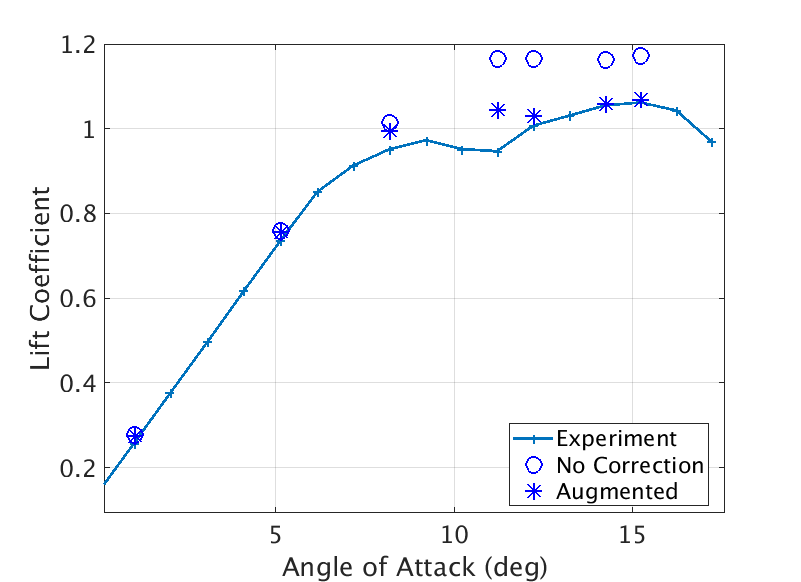 1.2
1
0.8
0.6
0.4
0.2
Lift Coefficient
5
10
15
Angle of Attack (deg)
Experiment
No Correction
Augmented